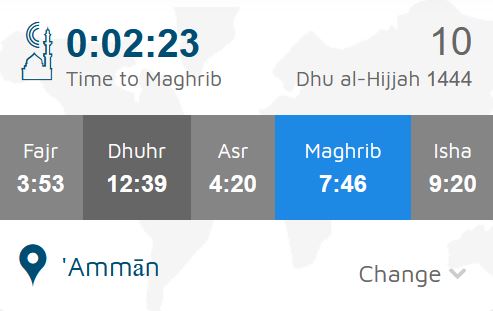 0:02:23
Time to Maghrib
10
Dhu al-Hijjah 1444
Fajr Dhuhr Asr Maghrib Isha
3:53 12:39 4:20 7:46 9:20
'Ammān
Change